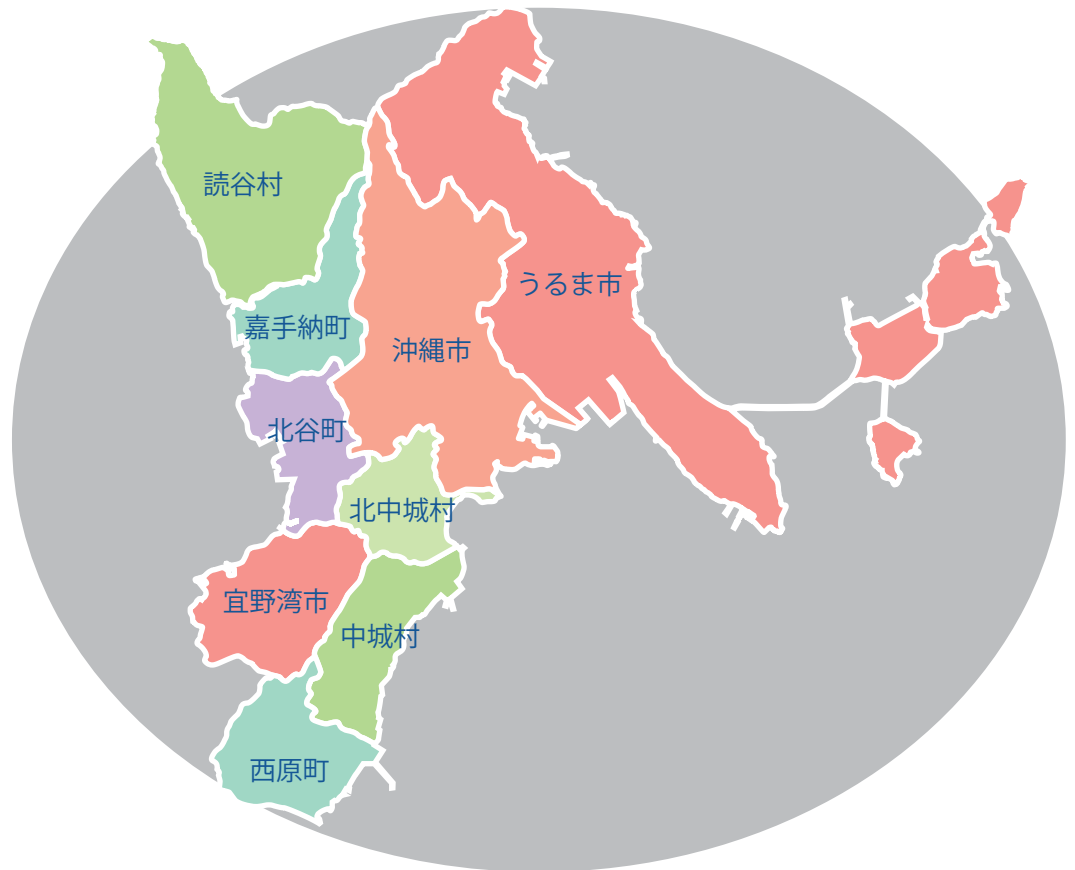 読谷村
うるま市
嘉手納町
沖縄市
北谷町
北中城村
宜野湾市
中城村
西原町